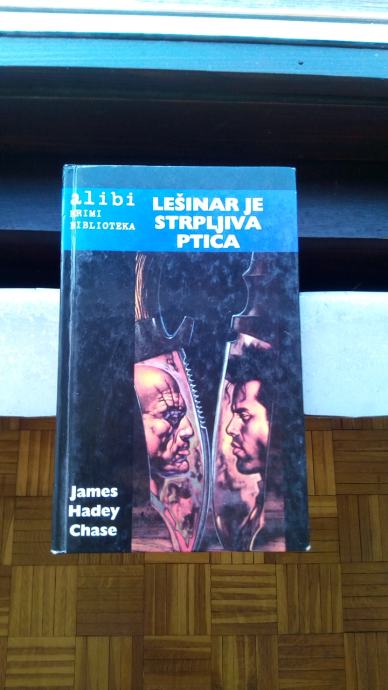 alibi
KRIMI
BIBLIOTEKA
LEŠINAR JE
STRPLJIVA
PTICA
James
Hadey
Chase